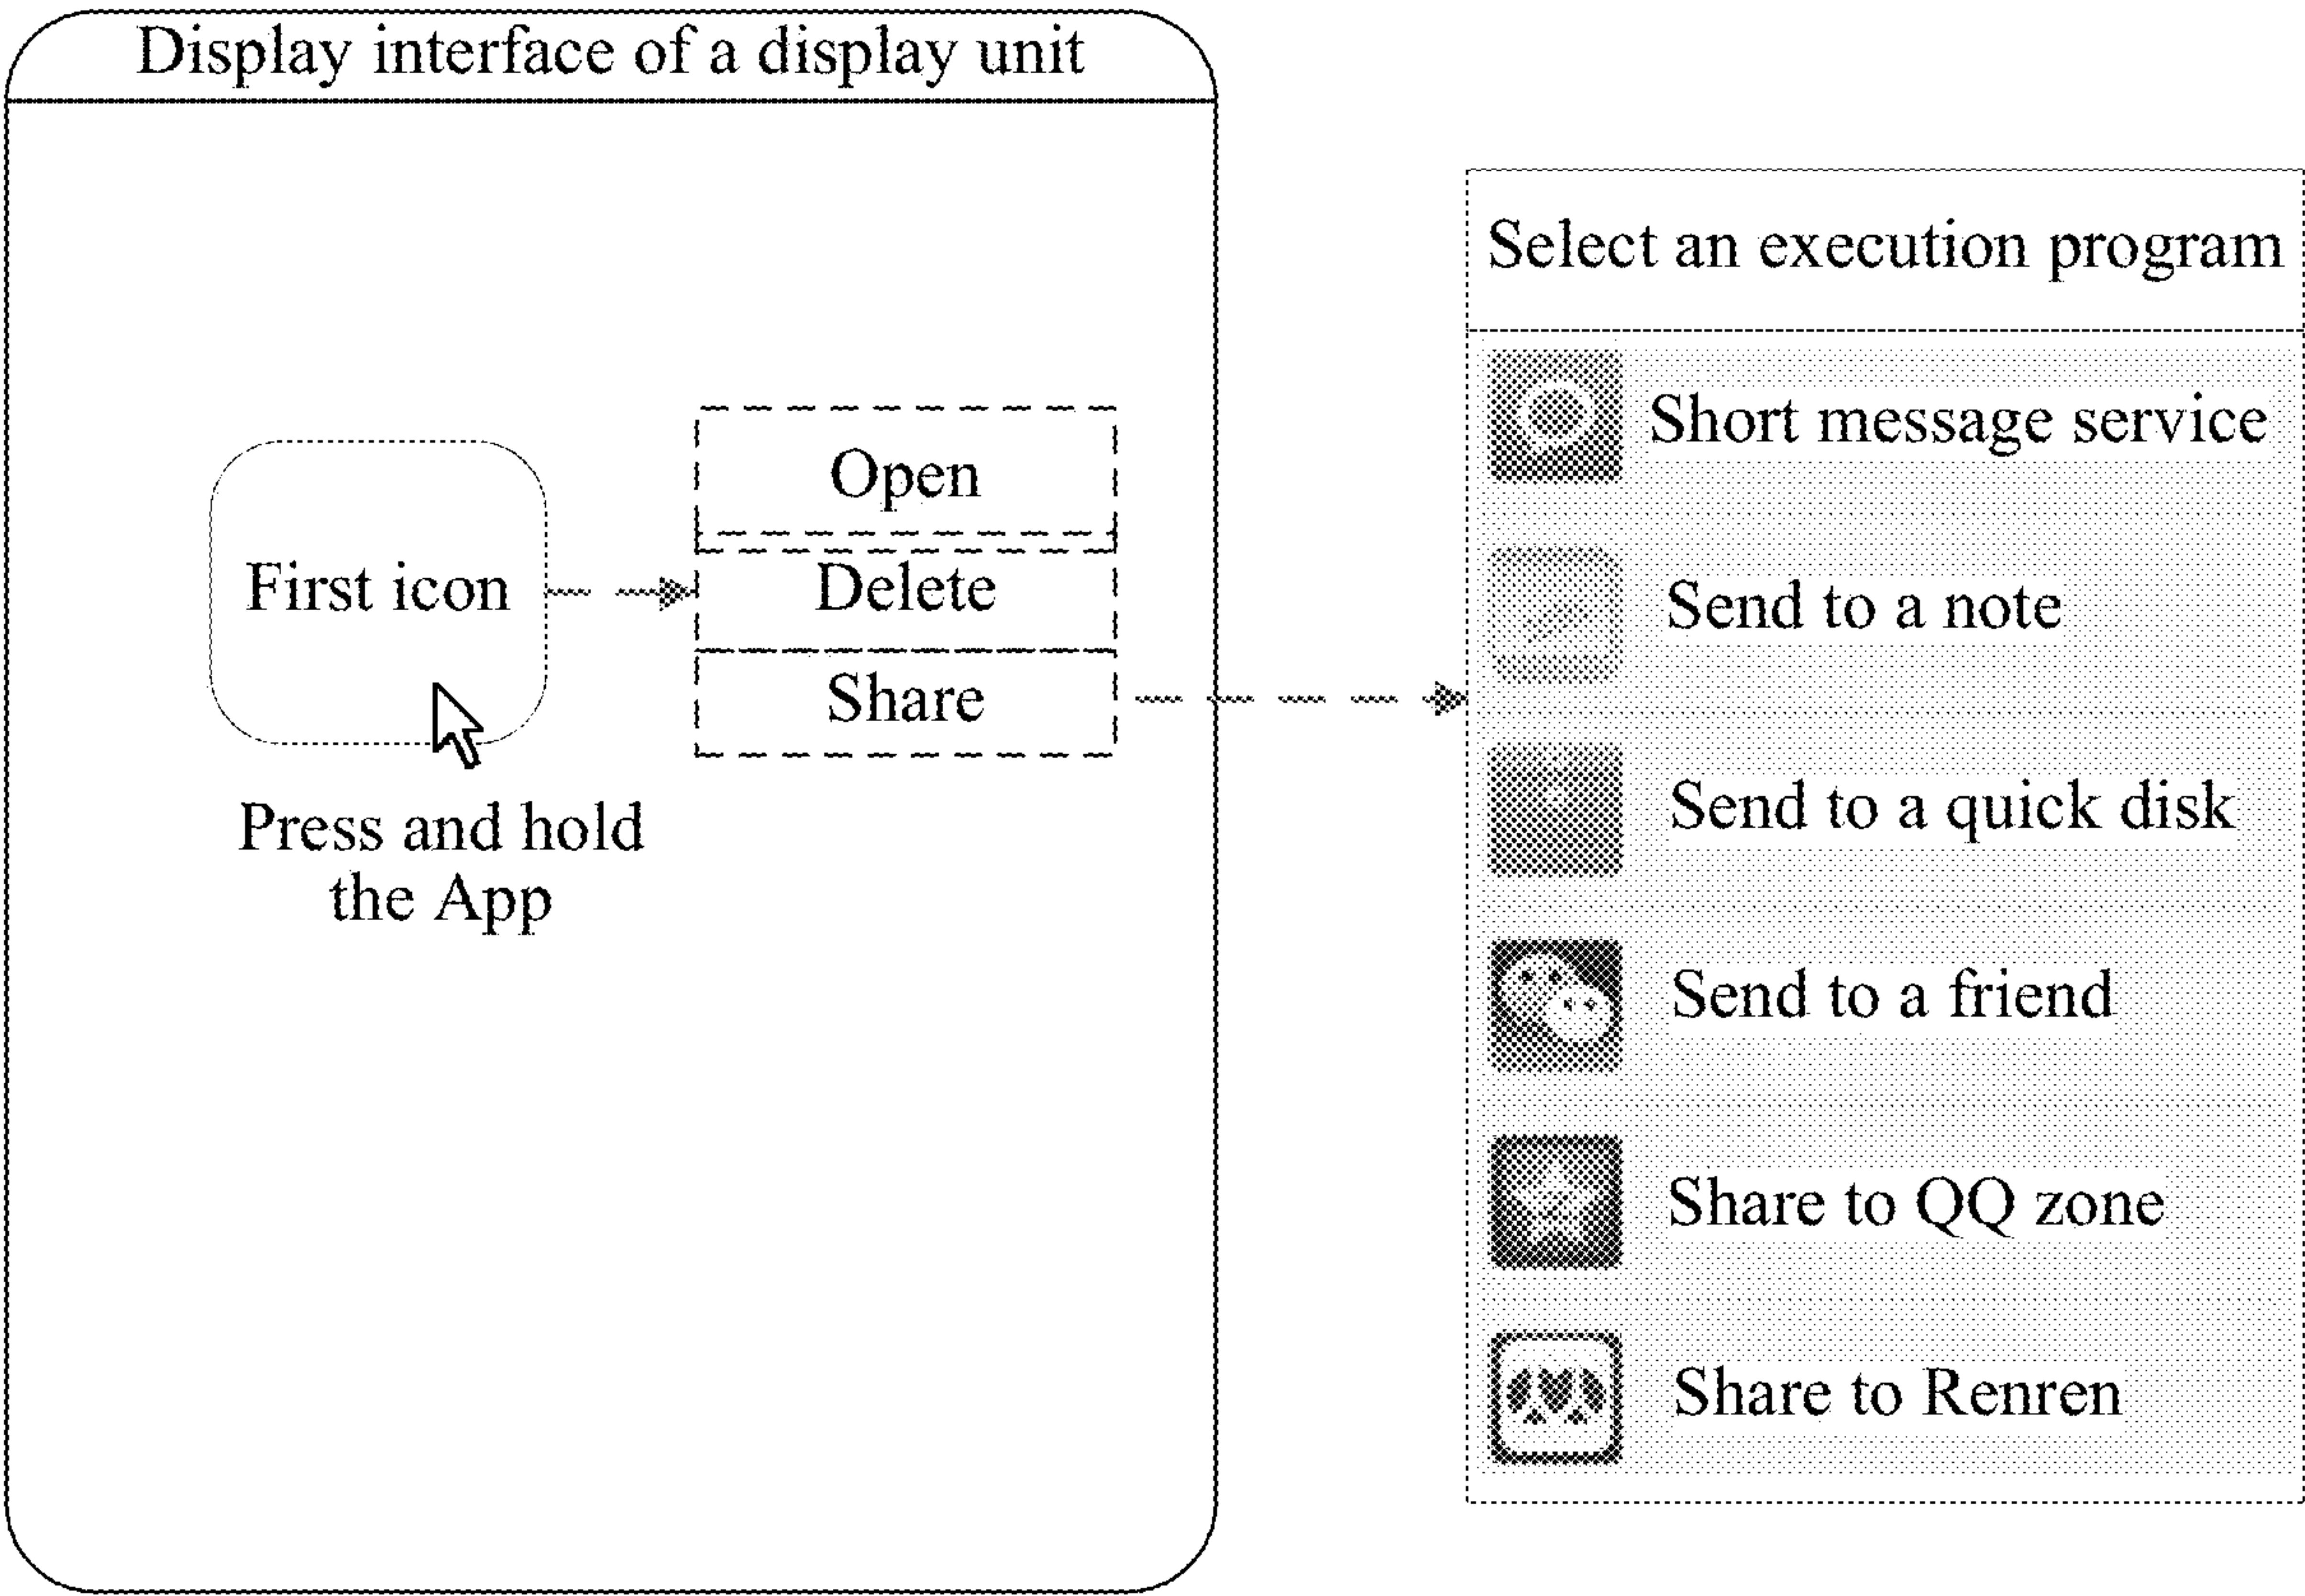 Display interface of a display unit
First icon
Press and hold
the App
Open
Delete
Share
Select an execution program
Short message service
Send to a note
Send to a quick disk
Send to a friend
Share to QQ zone
Share to Renren